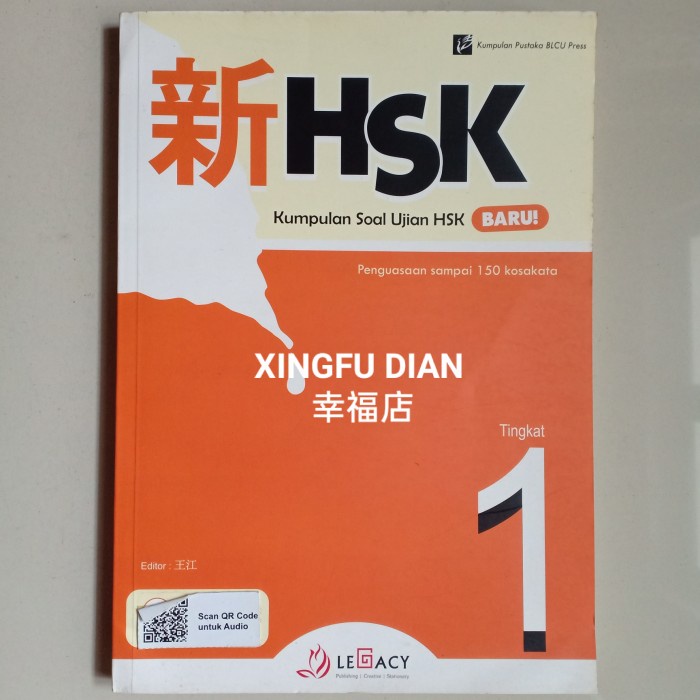 Kumpulan Pustaka BLCU Press
新HSK
Kumpulan Soal Ujian HSK BARU!
Penguasaan sampai 150 kosakata
XINGFU DIAN
幸福店
Tingkat
1
Editor : 王江
Scan QR Code
untuk Audio
LEGACY
Publishing | Creative | Stationery